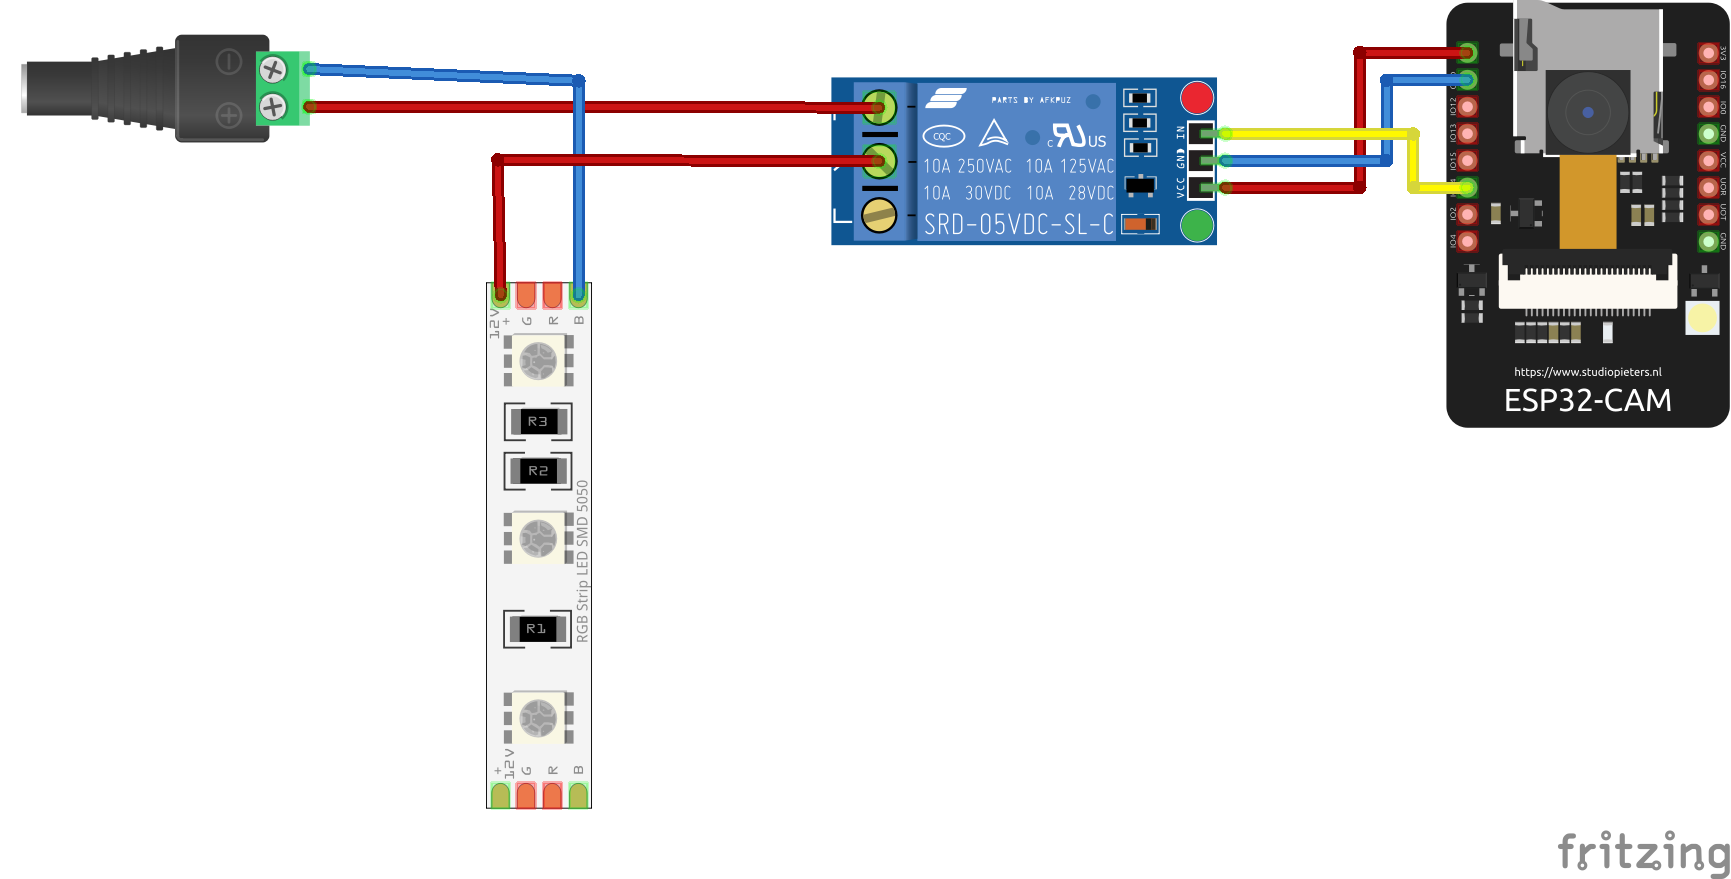 PARTS BY AFKPUZ
CQC
c RU US
10A 250VAC 10A 125VAC
10A 30VDC 10A 28VDC
SRD-05VDC-SL-C
IN
GND
VCC
IO12
IO13
IO15
IO2
IO4
3V3
IO16
IO0
GND
VCC
UOR
UOT
GND
https://www.studiopieters.nl
ESP32-CAM
12V
+ G R B
R3
R2
RGB Strip LED SMD 5050
R1
+ G R B
12V
fritzing